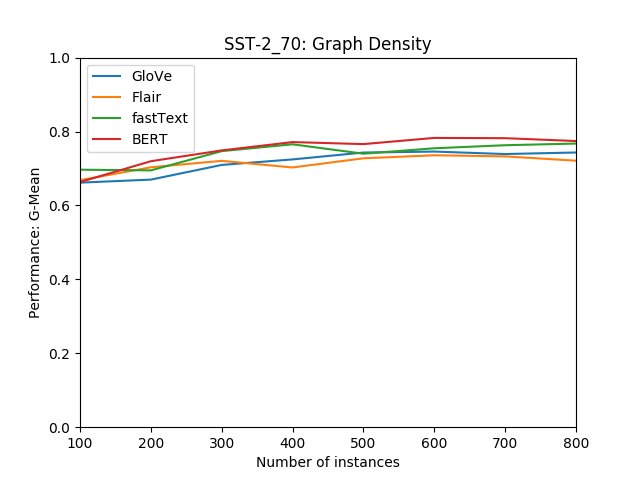 SST-2_70: Graph Density
1.0
0.8
0.6
0.4
0.2
0.0
Performance: G-Mean
GloVe
Flair
fastText
BERT
100 200 300 400 500 600 700 800
Number of instances